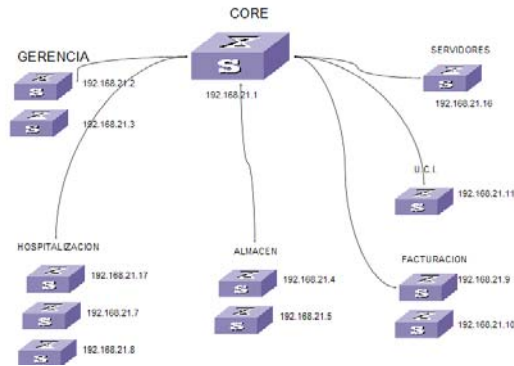 CORE
GERENCIA
SERVIDORES
192.168.21.2
192.168.21.1
192.168.21.16
192.168.21.3
U.C.I.
192.168.21.11
HOSPITALIZACION
ALMACEN
FACTURACION
192.168.21.17
192.168.21.4
192.168.21.9
192.168.21.7
192.168.21.5
192.168.21.10
192.168.21.8